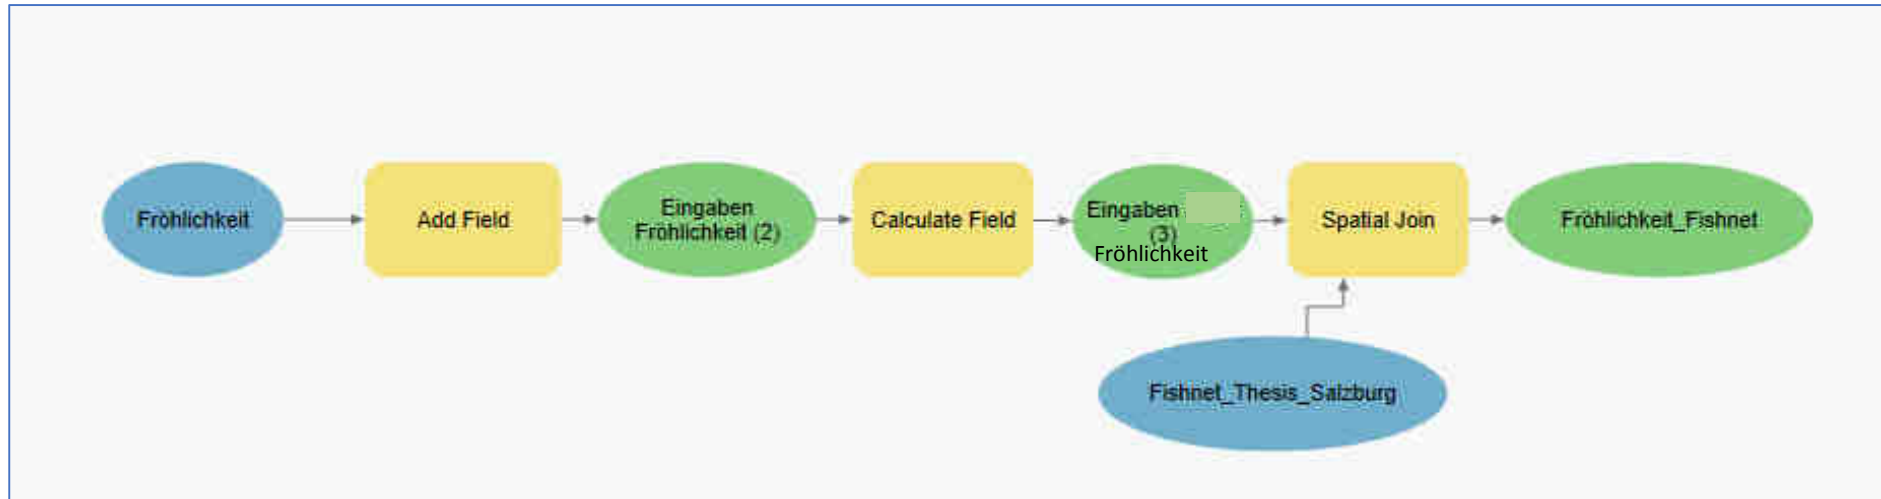 Fröhlichkeit
Add Field
Eingaben
Fröhlichkeit (2)
Calculate Field
Eingaben
(3)
Fröhlichkeit
Spatial Join
Fröhlichkeit_Fishnet
Fishnet_Thesis_Salzburg